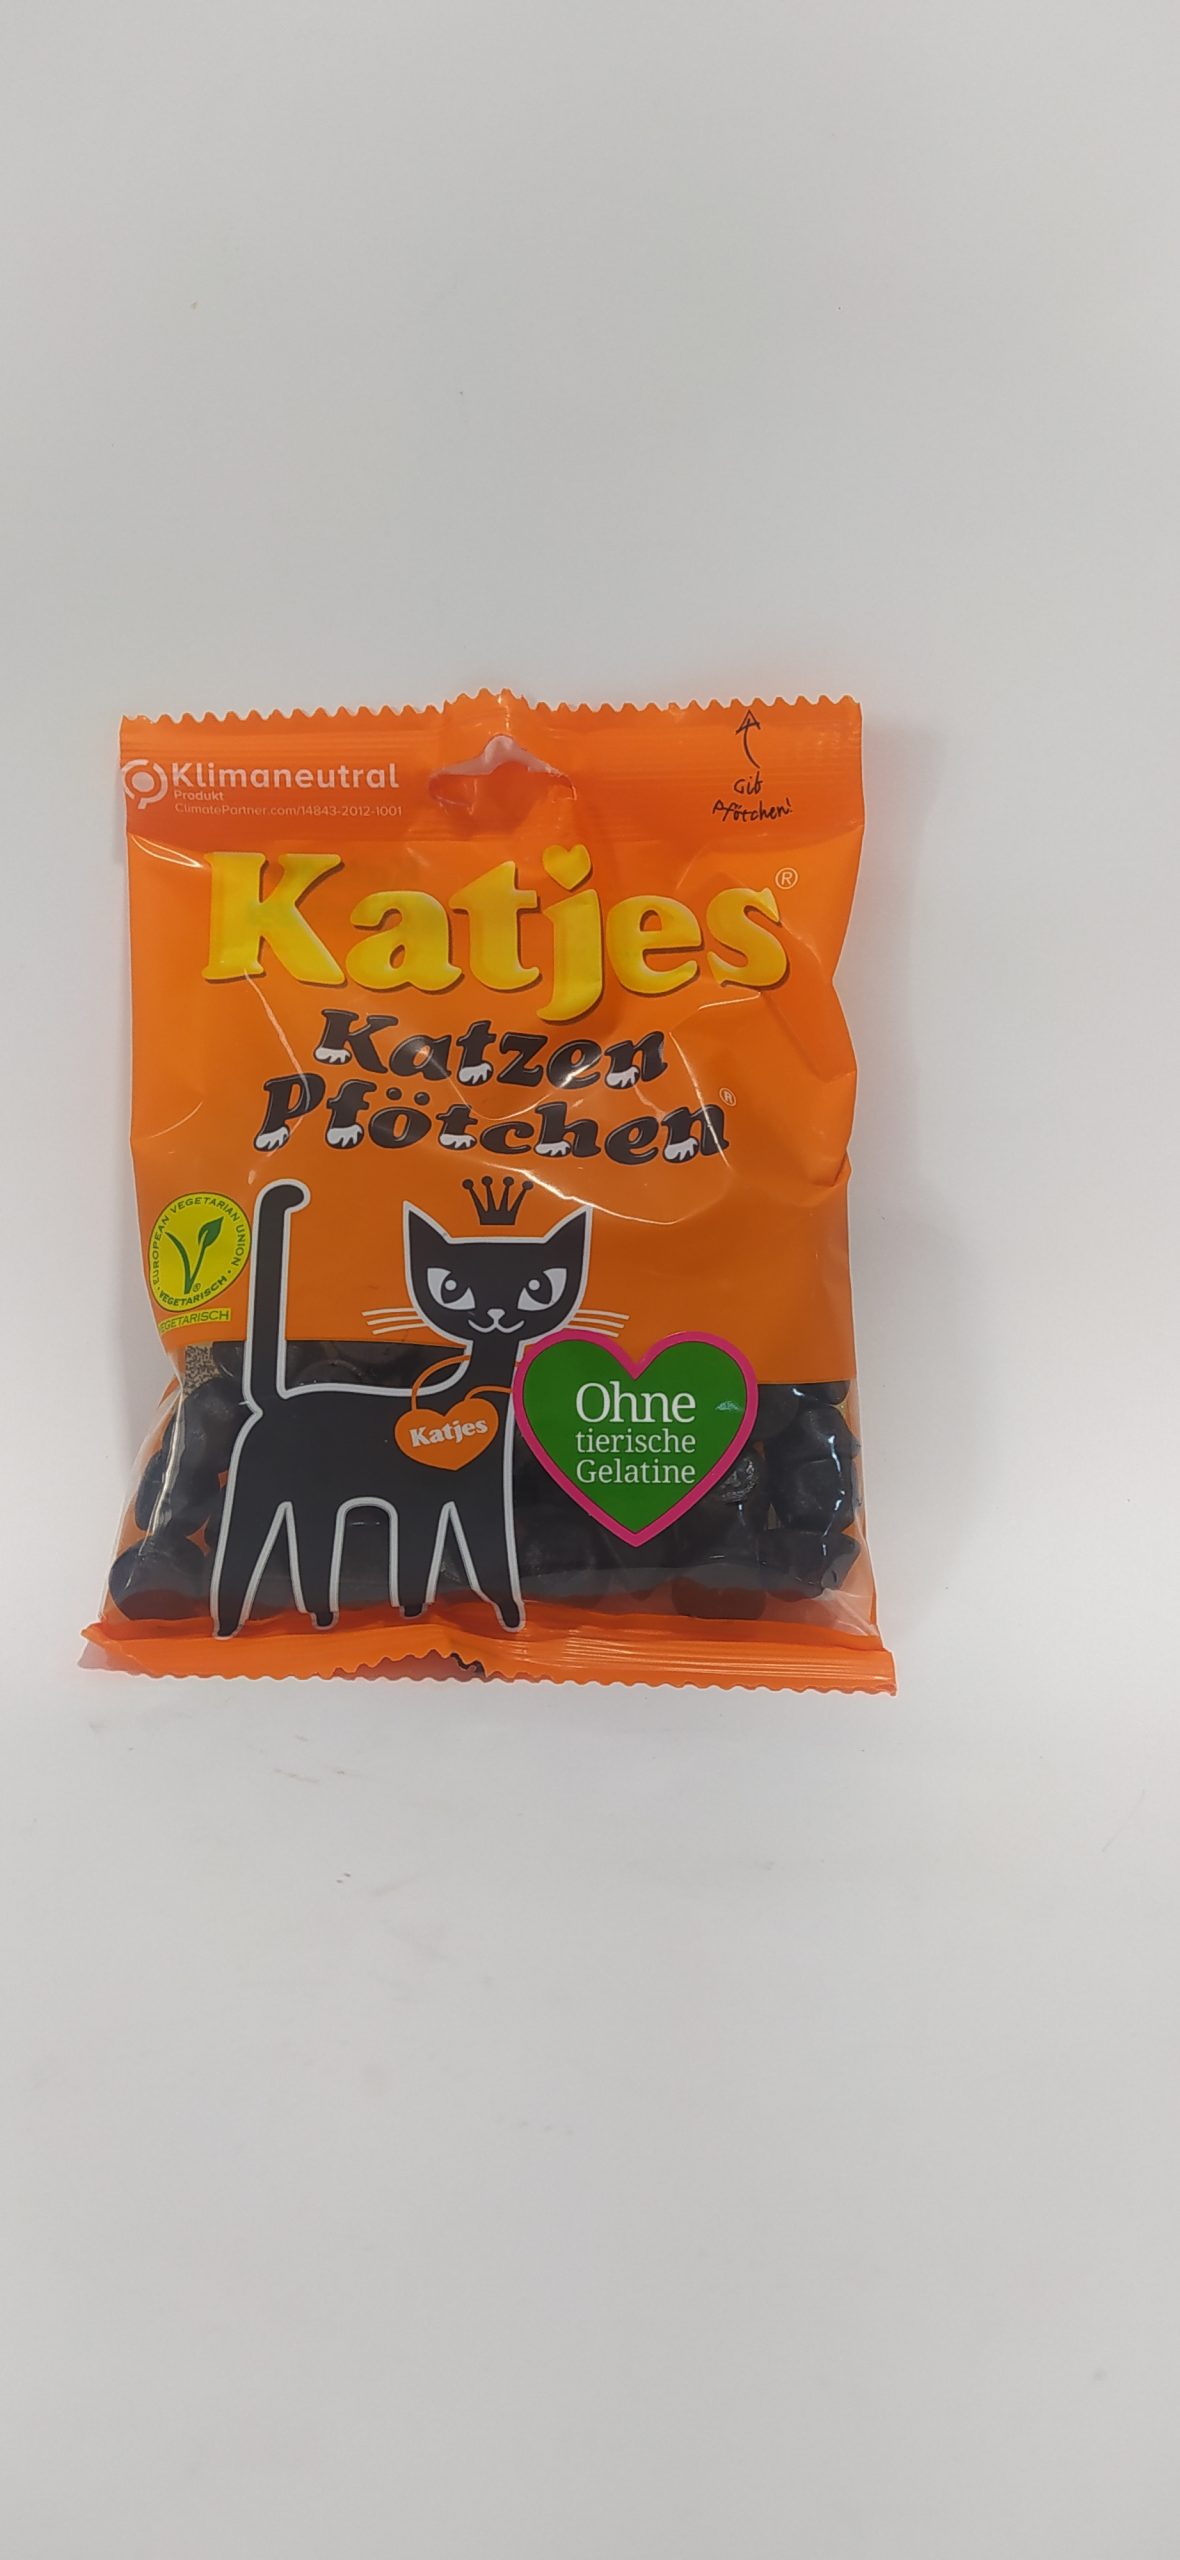 Klimaneutral
Produkt
ClimatePartner.com/14843-2012-1001
Gib
Pfötchen!
Katjes®
Katzen
Pfötchen®
EUROPEAN VEGETARIAN UNION
· VEGETARISCH ·
VEGETARISCH
Katjes
Ohne
tierische
Gelatine